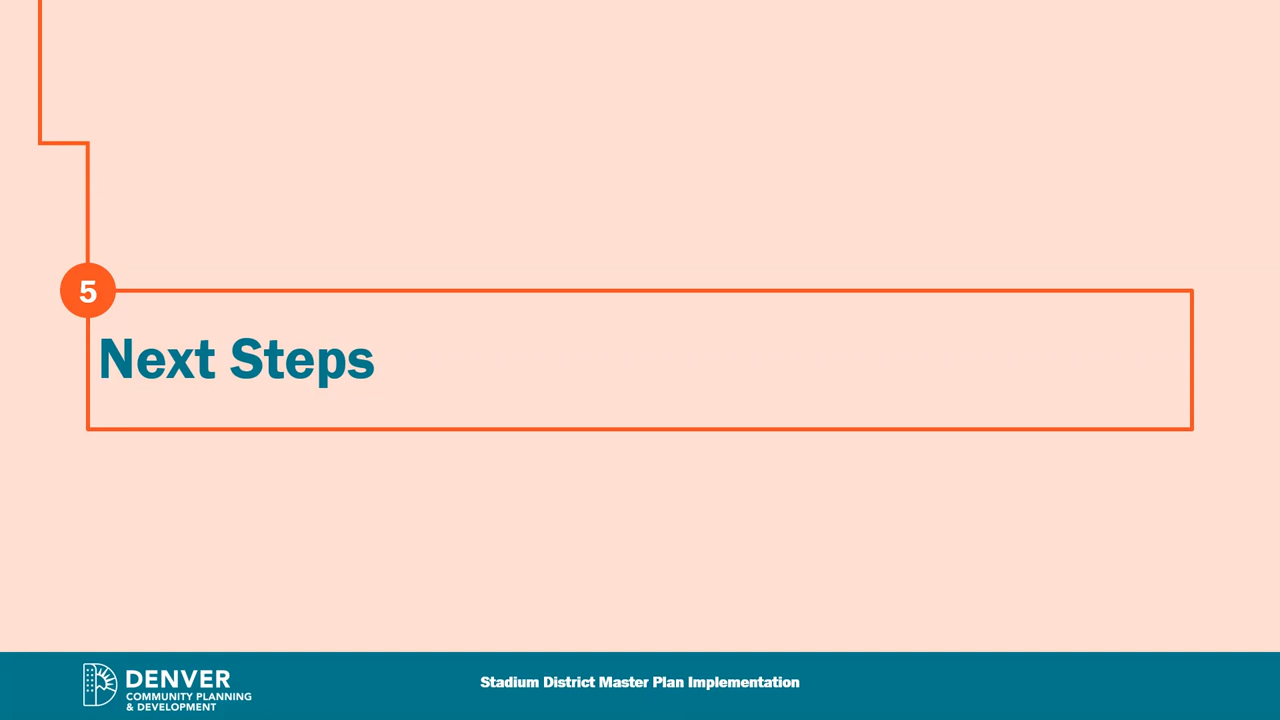 5
Next Steps
DENVER
COMMUNITY PLANNING
& DEVELOPMENT
Stadium District Master Plan Implementation